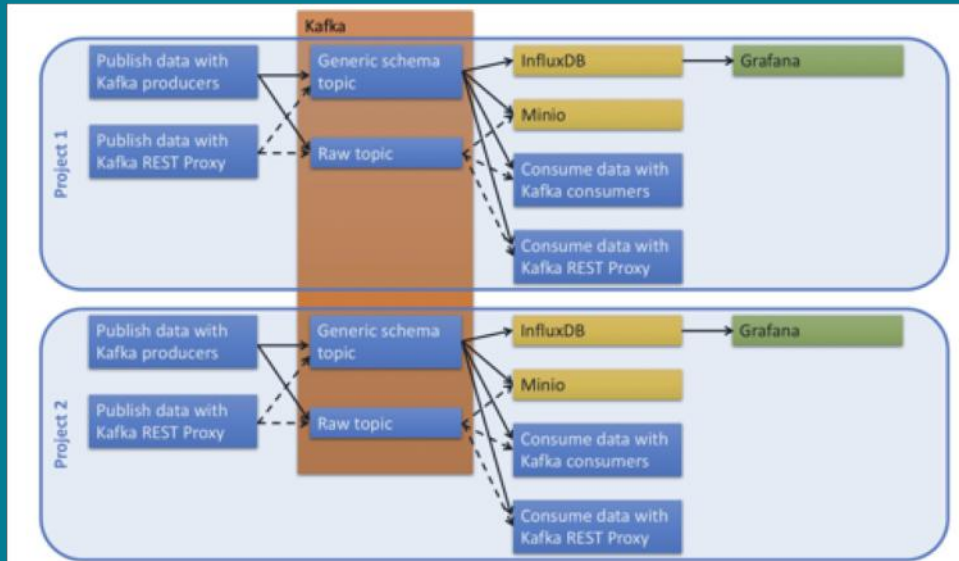 Kafka
Project 1
Publish data with
Kafka producers
Publish data with
Kafka REST Proxy
Generic schema
topic
Raw topic
InfluxDB
Grafana
Minio
Consume data with
Kafka consumers
Consume data with
Kafka REST Proxy
Project 2
Publish data with
Kafka producers
Publish data with
Kafka REST Proxy
Generic schema
topic
Raw topic
InfluxDB
Grafana
Minio
Consume data with
Kafka consumers
Consume data with
Kafka REST Proxy